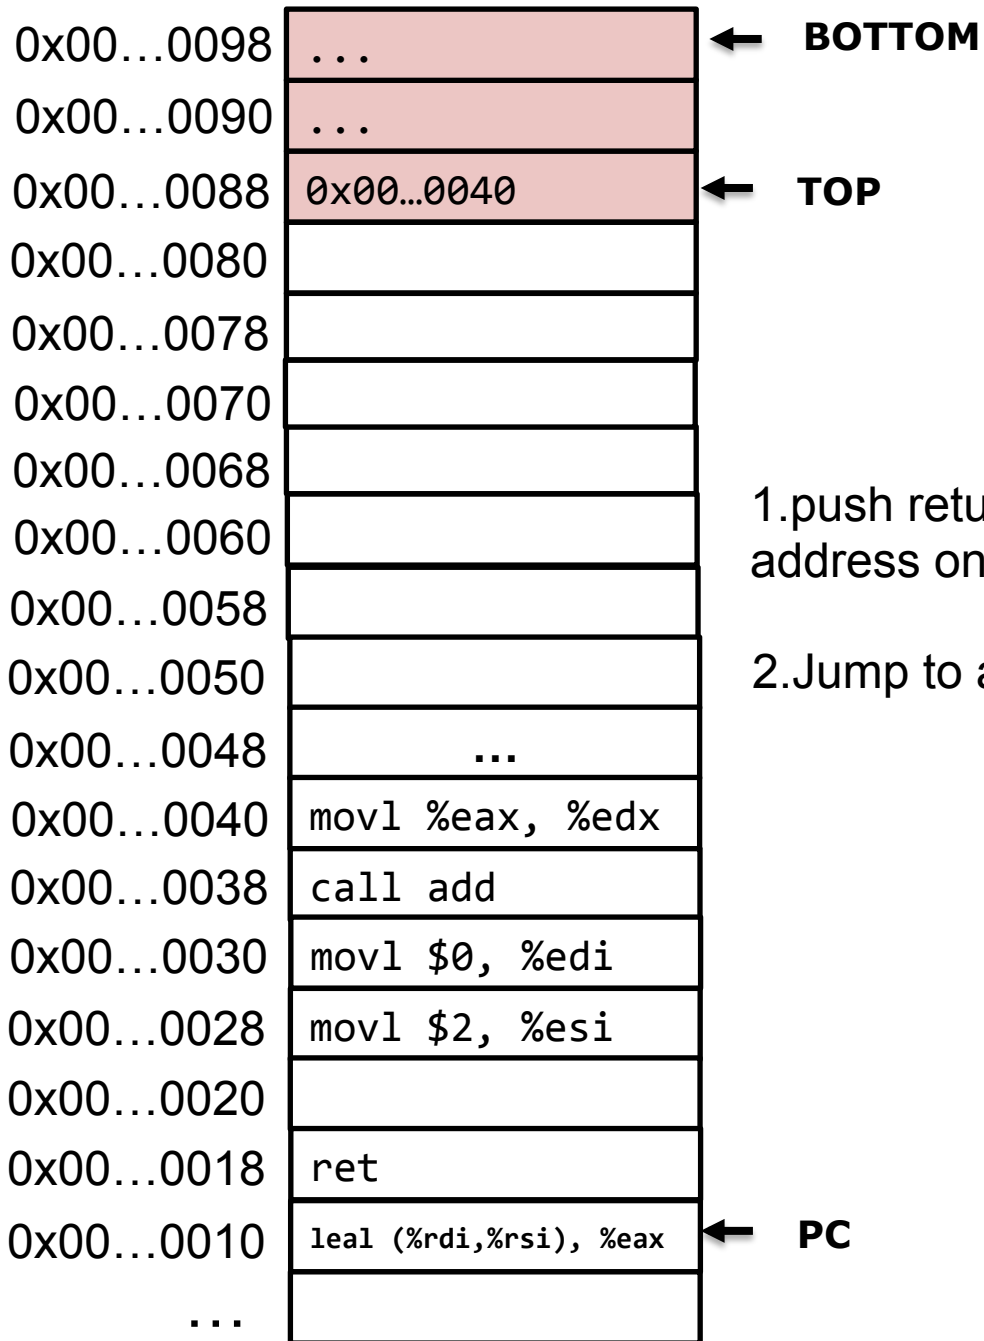 0x00…0098 ... BOTTOM
0x00…0090 ...
0x00…0088 0x00…0040 TOP
0x00…0080
0x00…0078
0x00…0070
0x00…0068
1.push
0x00…0060
address on
0x00…0058
0x00…0050
2.Jump to
0x00…0048 ...
0x00…0040 movl %eax, %edx
0x00…0038 call add
0x00…0030 movl $0, %edi
0x00…0028 movl $2, %esi
0x00…0020
0x00…0018 ret
0x00…0010 leal (%rdi,%rsi), %eax PC
...